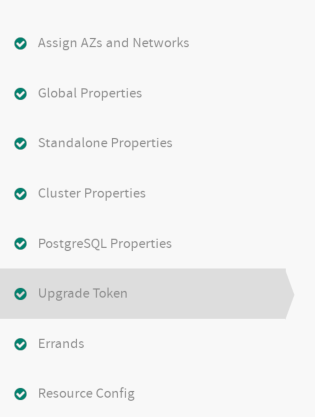 Assign AZs and Networks
Global Properties
Standalone Properties
Cluster Properties
PostgreSQL Properties
Upgrade Token
Errands
Resource Config